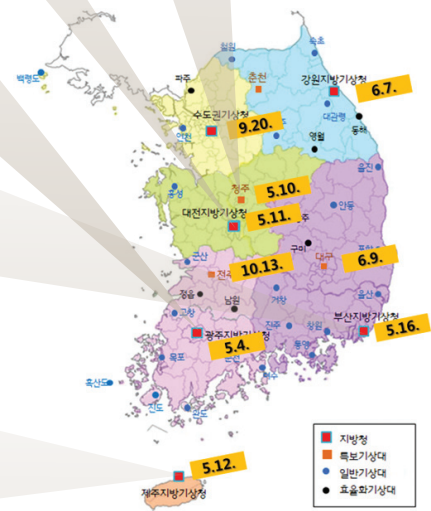 철원
속초
백령도
파주
춘천
강원지방기상청
6.7.
수도권기상청
9.20.
대관령
동해
인천
영월
울진
홍성
청주
5.10.
안동
대전지방기상청
5.11.
구미
군산
대구
6.9.
전주
10.13.
정읍
남원
거창
울산
고창
부산지방기상청
5.16.
광주지방기상청
진주
창원
5.4.
통영
목포
여수
흑산도
진도
완도
5.12.
제주지방기상청
지방청
특보기상대
일반기상대
효율화기상대